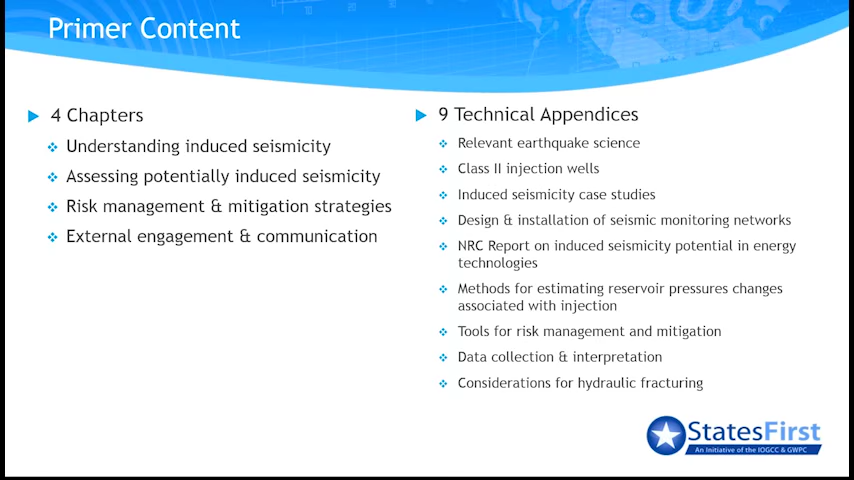 Primer Content
4 Chapters
Understanding induced seismicity
Assessing potentially induced seismicity
Risk management & mitigation strategies
External engagement & communication
9 Technical Appendices
Relevant earthquake science
Class II injection wells
Induced seismicity case studies
Design & installation of seismic monitoring networks
NRC Report on induced seismicity potential in energy
technologies
Methods for estimating reservoir pressures changes
associated with injection
Tools for risk management and mitigation
Data collection & interpretation
Considerations for hydraulic fracturing
StatesFirst
An Initiative of the IOGCC & GWPC